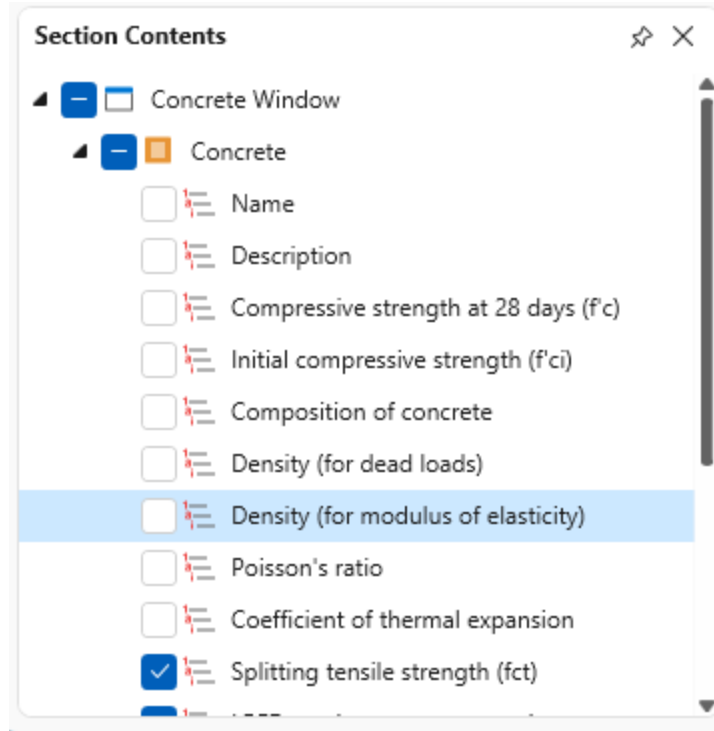 Section Contents
Concrete Window
Concrete
Name
Description
Compressive strength at 28 days (f'c)
Initial compressive strength (f'ci)
Composition of concrete
Density (for dead loads)
Density (for modulus of elasticity)
Poisson's ratio
Coefficient of thermal expansion
Splitting tensile strength (fct)